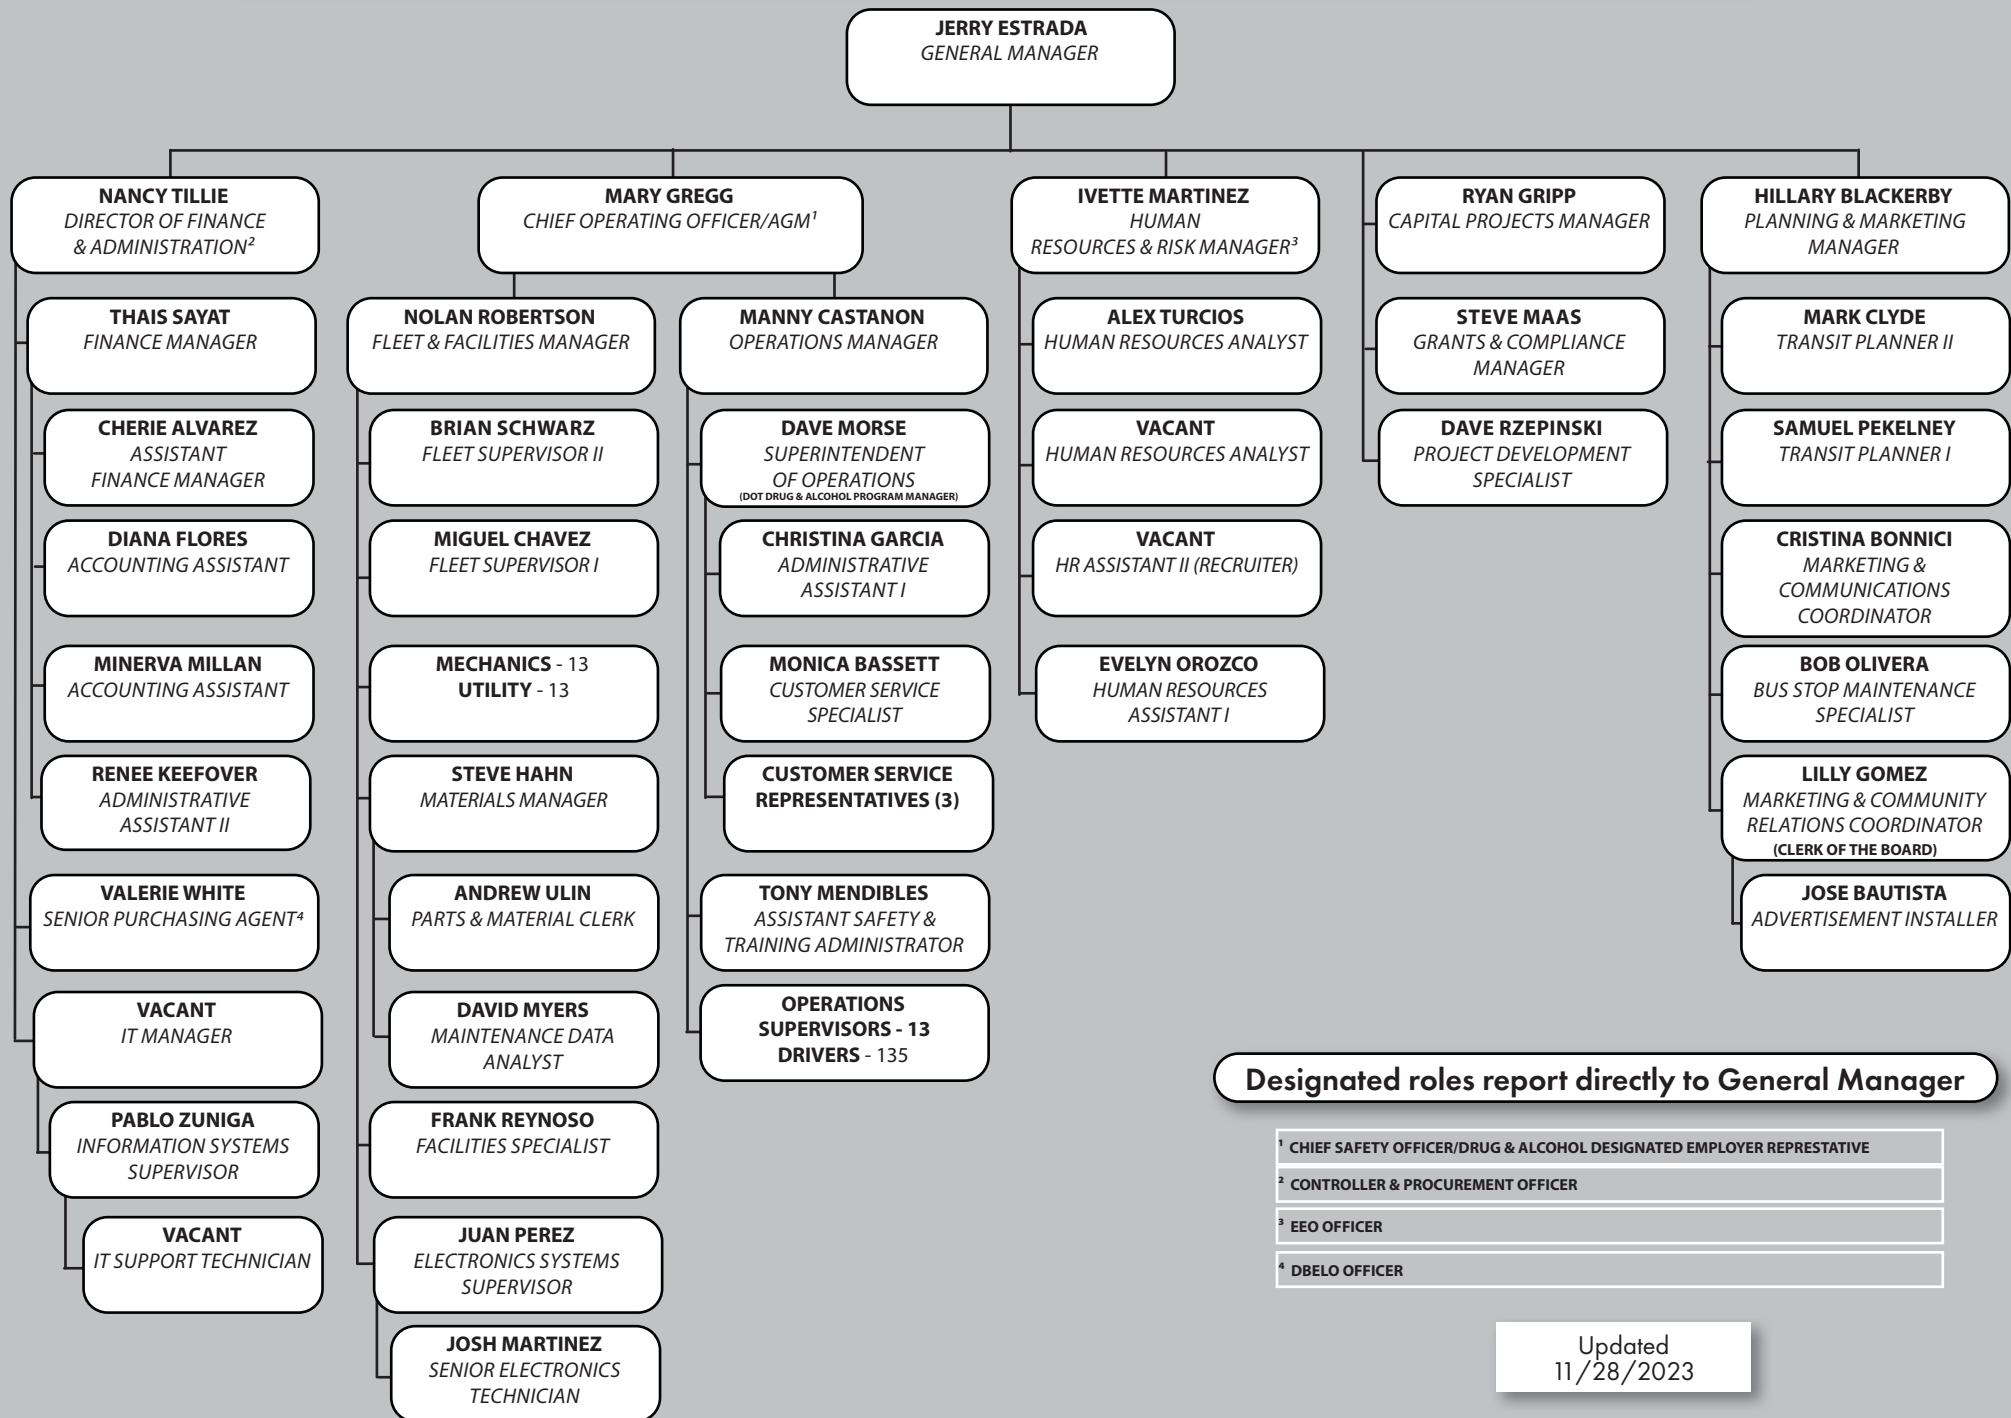 JERRY ESTRADA
GENERAL MANAGER
NANCY TILLIE
DIRECTOR OF FINANCE
& ADMINISTRATION²
THAIS SAYAT
FINANCE MANAGER
CHERIE ALVAREZ
ASSISTANT
FINANCE MANAGER
DIANA FLORES
ACCOUNTING ASSISTANT
MINERVA MILLAN
ACCOUNTING ASSISTANT
RENEE KEEFOVER
ADMINISTRATIVE
ASSISTANT II
VALERIE WHITE
SENIOR PURCHASING AGENT⁴
VACANT
IT MANAGER
PABLO ZUNIGA
INFORMATION SYSTEMS
SUPERVISOR
VACANT
IT SUPPORT TECHNICIAN
MARY GREGG
CHIEF OPERATING OFFICER/AGM¹
NOLAN ROBERTSON
FLEET & FACILITIES MANAGER
BRIAN SCHWARZ
FLEET SUPERVISOR II
MIGUEL CHAVEZ
FLEET SUPERVISOR I
MECHANICS - 13
UTILITY - 13
STEVE HAHN
MATERIALS MANAGER
ANDREW ULIN
PARTS & MATERIAL CLERK
DAVID MYERS
MAINTENANCE DATA
ANALYST
FRANK REYNOSO
FACILITIES SPECIALIST
JUAN PEREZ
ELECTRONICS SYSTEMS
SUPERVISOR
JOSH MARTINEZ
SENIOR ELECTRONICS
TECHNICIAN
MANNY CASTANON
OPERATIONS MANAGER
DAVE MORSE
SUPERINTENDENT
OF OPERATIONS
(DOT DRUG & ALCOHOL PROGRAM MANAGER)
CHRISTINA GARCIA
ADMINISTRATIVE
ASSISTANT I
MONICA BASSETT
CUSTOMER SERVICE
SPECIALIST
CUSTOMER SERVICE
REPRESENTATIVES (3)
TONY MENDIBLES
ASSISTANT SAFETY &
TRAINING ADMINISTRATOR
OPERATIONS
SUPERVISORS - 13
DRIVERS - 135
IVETTE MARTINEZ
HUMAN
RESOURCES & RISK MANAGER³
ALEX TURCIOS
HUMAN RESOURCES ANALYST
VACANT
HUMAN RESOURCES ANALYST
VACANT
HR ASSISTANT II (RECRUITER)
EVELYN OROZCO
HUMAN RESOURCES
ASSISTANT I
RYAN GRIPP
CAPITAL PROJECTS MANAGER
STEVE MAAS
GRANTS & COMPLIANCE
MANAGER
DAVE RZEPINSKI
PROJECT DEVELOPMENT
SPECIALIST
HILLARY BLACKERBY
PLANNING & MARKETING
MANAGER
MARK CLYDE
TRANSIT PLANNER II
SAMUEL PEKELNEY
TRANSIT PLANNER I
CRISTINA BONNICI
MARKETING &
COMMUNICATIONS
COORDINATOR
BOB OLIVERA
BUS STOP MAINTENANCE
SPECIALIST
LILLY GOMEZ
MARKETING & COMMUNITY
RELATIONS COORDINATOR
(CLERK OF THE BOARD)
JOSE BAUTISTA
ADVERTISEMENT INSTALLER
Designated roles report directly to General Manager
¹ CHIEF SAFETY OFFICER/DRUG & ALCOHOL DESIGNATED EMPLOYER REPRESTATIVE
² CONTROLLER & PROCUREMENT OFFICER
³ EEO OFFICER
⁴ DBELO OFFICER
Updated
11/28/2023